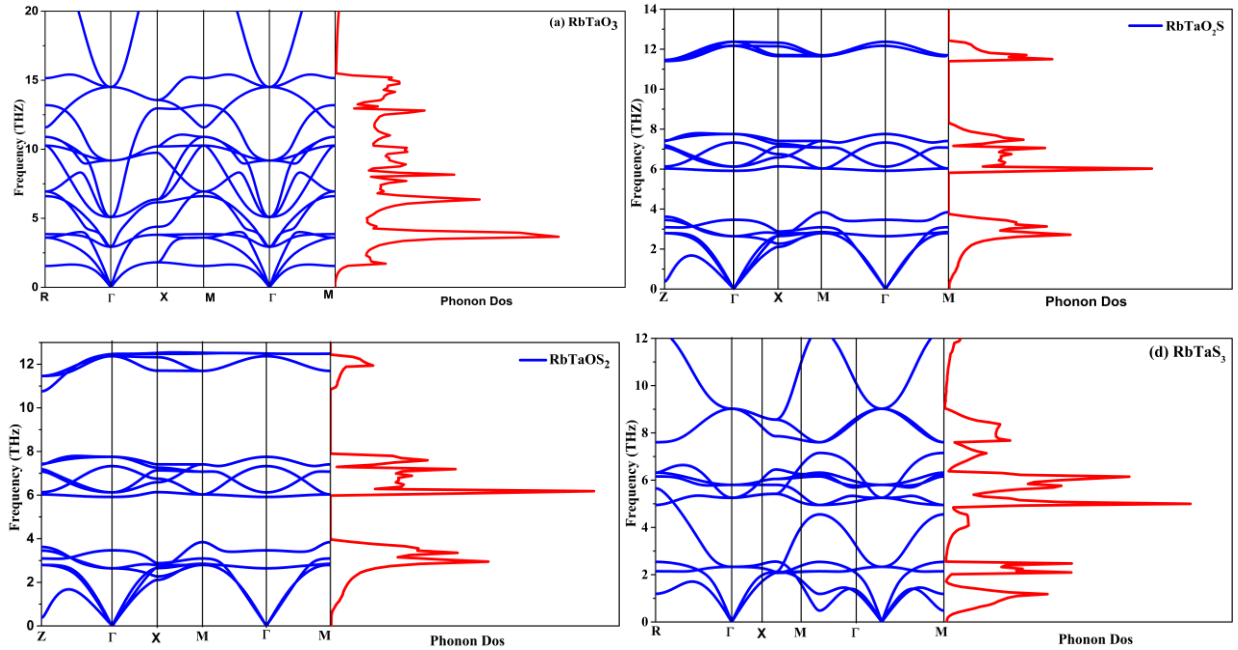 (a) RbTaO3
Frequency (THZ)
20
15
10
5
0
R Γ X M Γ M
Phonon Dos
RbTaO2S
Frequency (THZ)
14
12
10
8
6
4
2
0
Z Γ X M Γ M
Phonon Dos
RbTaOS2
Frequency (THz)
12
10
8
6
4
2
0
Z Γ X M Γ M
Phonon Dos
(d) RbTaS3
Frequency (THz)
12
10
8
6
4
2
0
R Γ X M Γ M
Phonon Dos